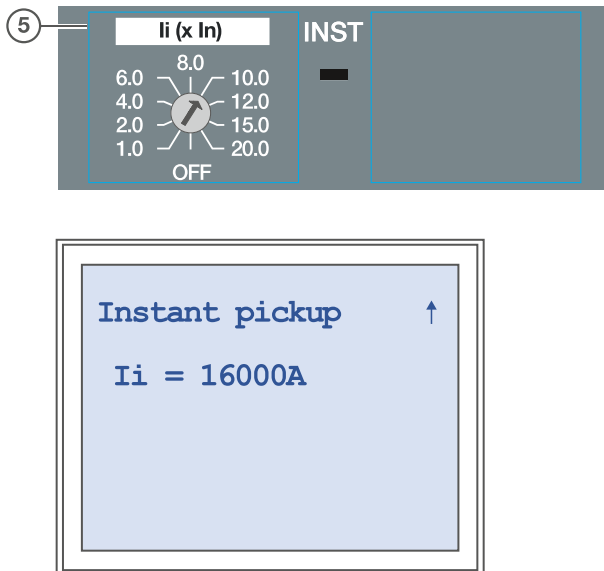 5
Ii (x In)
INST
8.0
6.0
10.0
4.0
12.0
2.0
15.0
1.0
20.0
OFF
Instant pickup ↑
Ii = 16000A